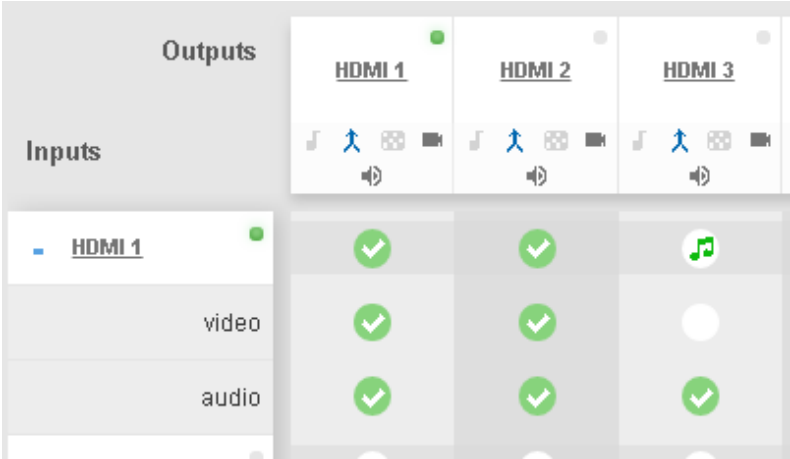 Outputs
HDMI 1
HDMI 2
HDMI 3
Inputs
HDMI 1
video
audio